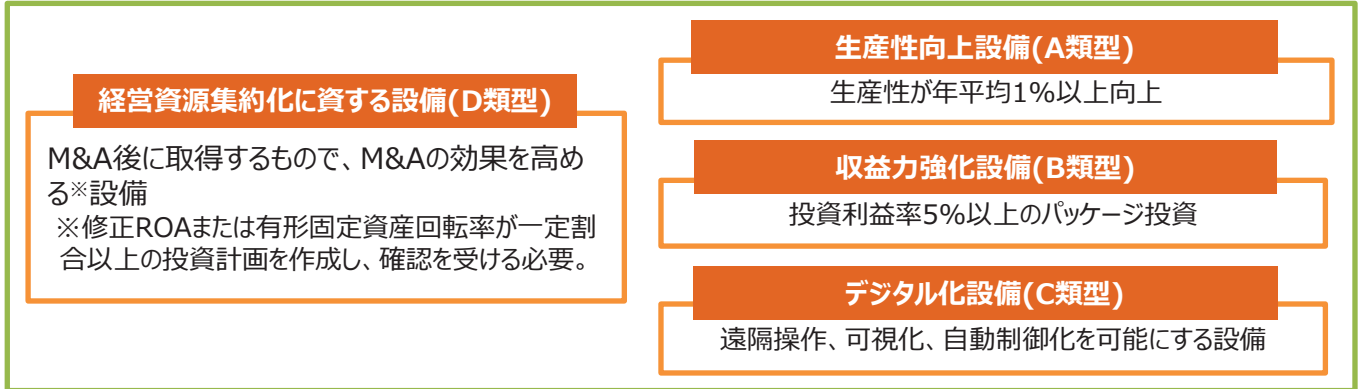 経営資源集約化に資する設備(D類型)
M&A後に取得するもので、M&Aの効果を高め
る※設備
※修正ROAまたは有形固定資産回転率が一定割
合以上の投資計画を作成し、確認を受ける必要。
生産性向上設備(A類型)
生産性が年平均1%以上向上
収益力強化設備(B類型)
投資利益率5%以上のパッケージ投資
デジタル化設備(C類型)
遠隔操作、可視化、自動制御化を可能にする設備